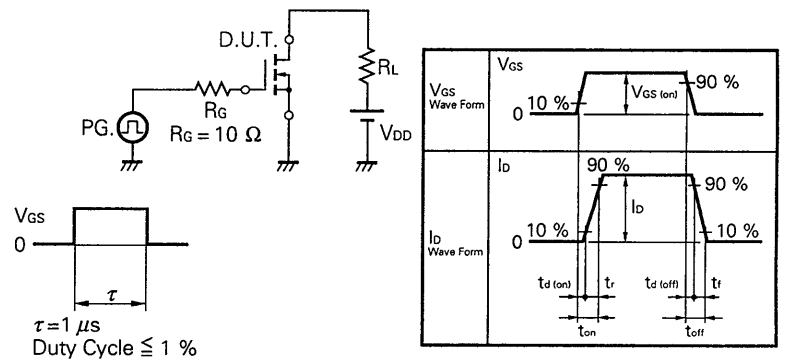 D.U.T.
RL
RG
RG = 10 Ω
PG.
VDD
VGS
0
τ
τ = 1 μs
Duty Cycle ≦ 1 %
VGS
Wave Form
VGS
90 %
VGS (on)
10 %
0
ID
Wave Form
ID
90 %
90 %
ID
10 %
10 %
0
td (on)
tr
td (off)
tf
ton
toff